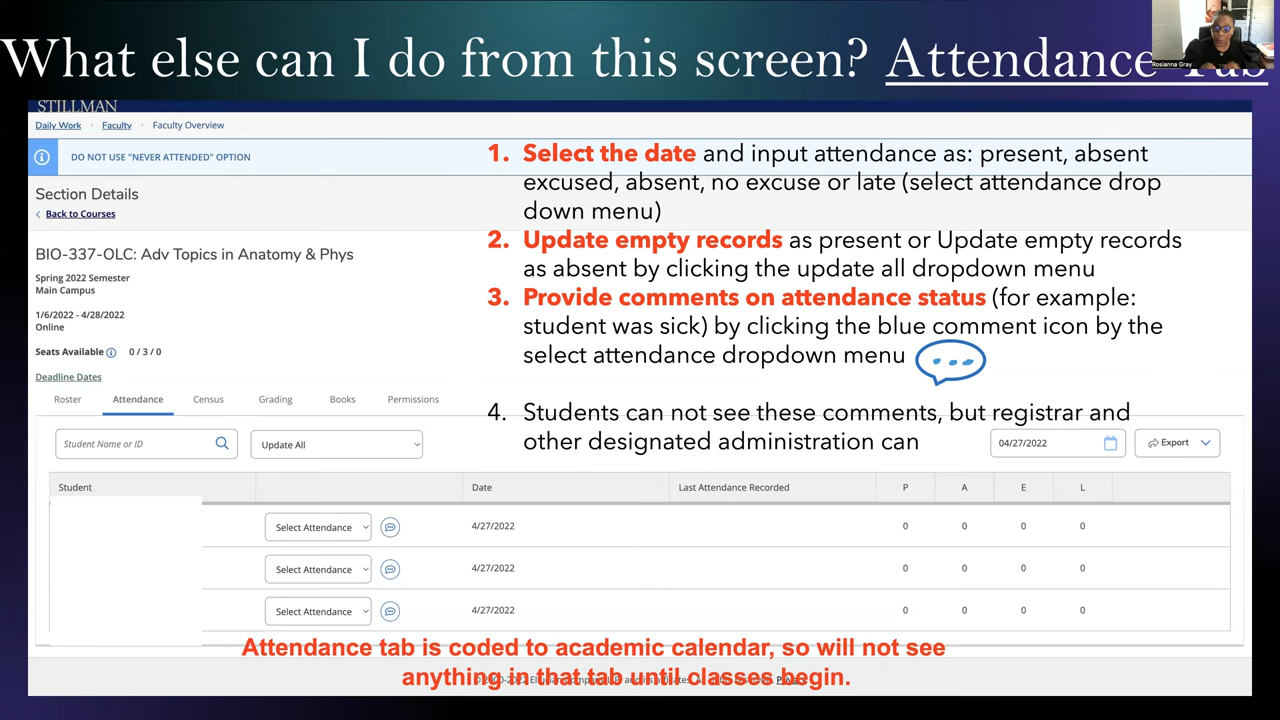 What else can I do from this screen? Attendance Tab
Rosianna Gray
STILLMAN
Daily Work · Faculty · Faculty Overview
DO NOT USE "NEVER ATTENDED" OPTION
1. Select the date and input attendance as: present, absent
excused, absent, no excuse or late (select attendance drop
down menu)
2. Update empty records as present or Update empty records
as absent by clicking the update all dropdown menu
3. Provide comments on attendance status (for example:
student was sick) by clicking the blue comment icon by the
select attendance dropdown menu
4. Students can not see these comments, but registrar and
other designated administration can
Section Details
< Back to Courses
BIO-337-OLC: Adv Topics in Anatomy & Phys
Spring 2022 Semester
Main Campus
1/6/2022 - 4/28/2022
Online
Seats Available 0 / 3 / 0
Deadline Dates
Roster Attendance Census Grading Books Permissions
Student Name or ID Update All 04/27/2022 Export
Student Date Last Attendance Recorded P A E L
Select Attendance 4/27/2022 0 0 0 0
Select Attendance 4/27/2022 0 0 0 0
Select Attendance 4/27/2022 0 0 0 0
Attendance tab is coded to academic calendar, so will not see
anything in that tab until classes begin.